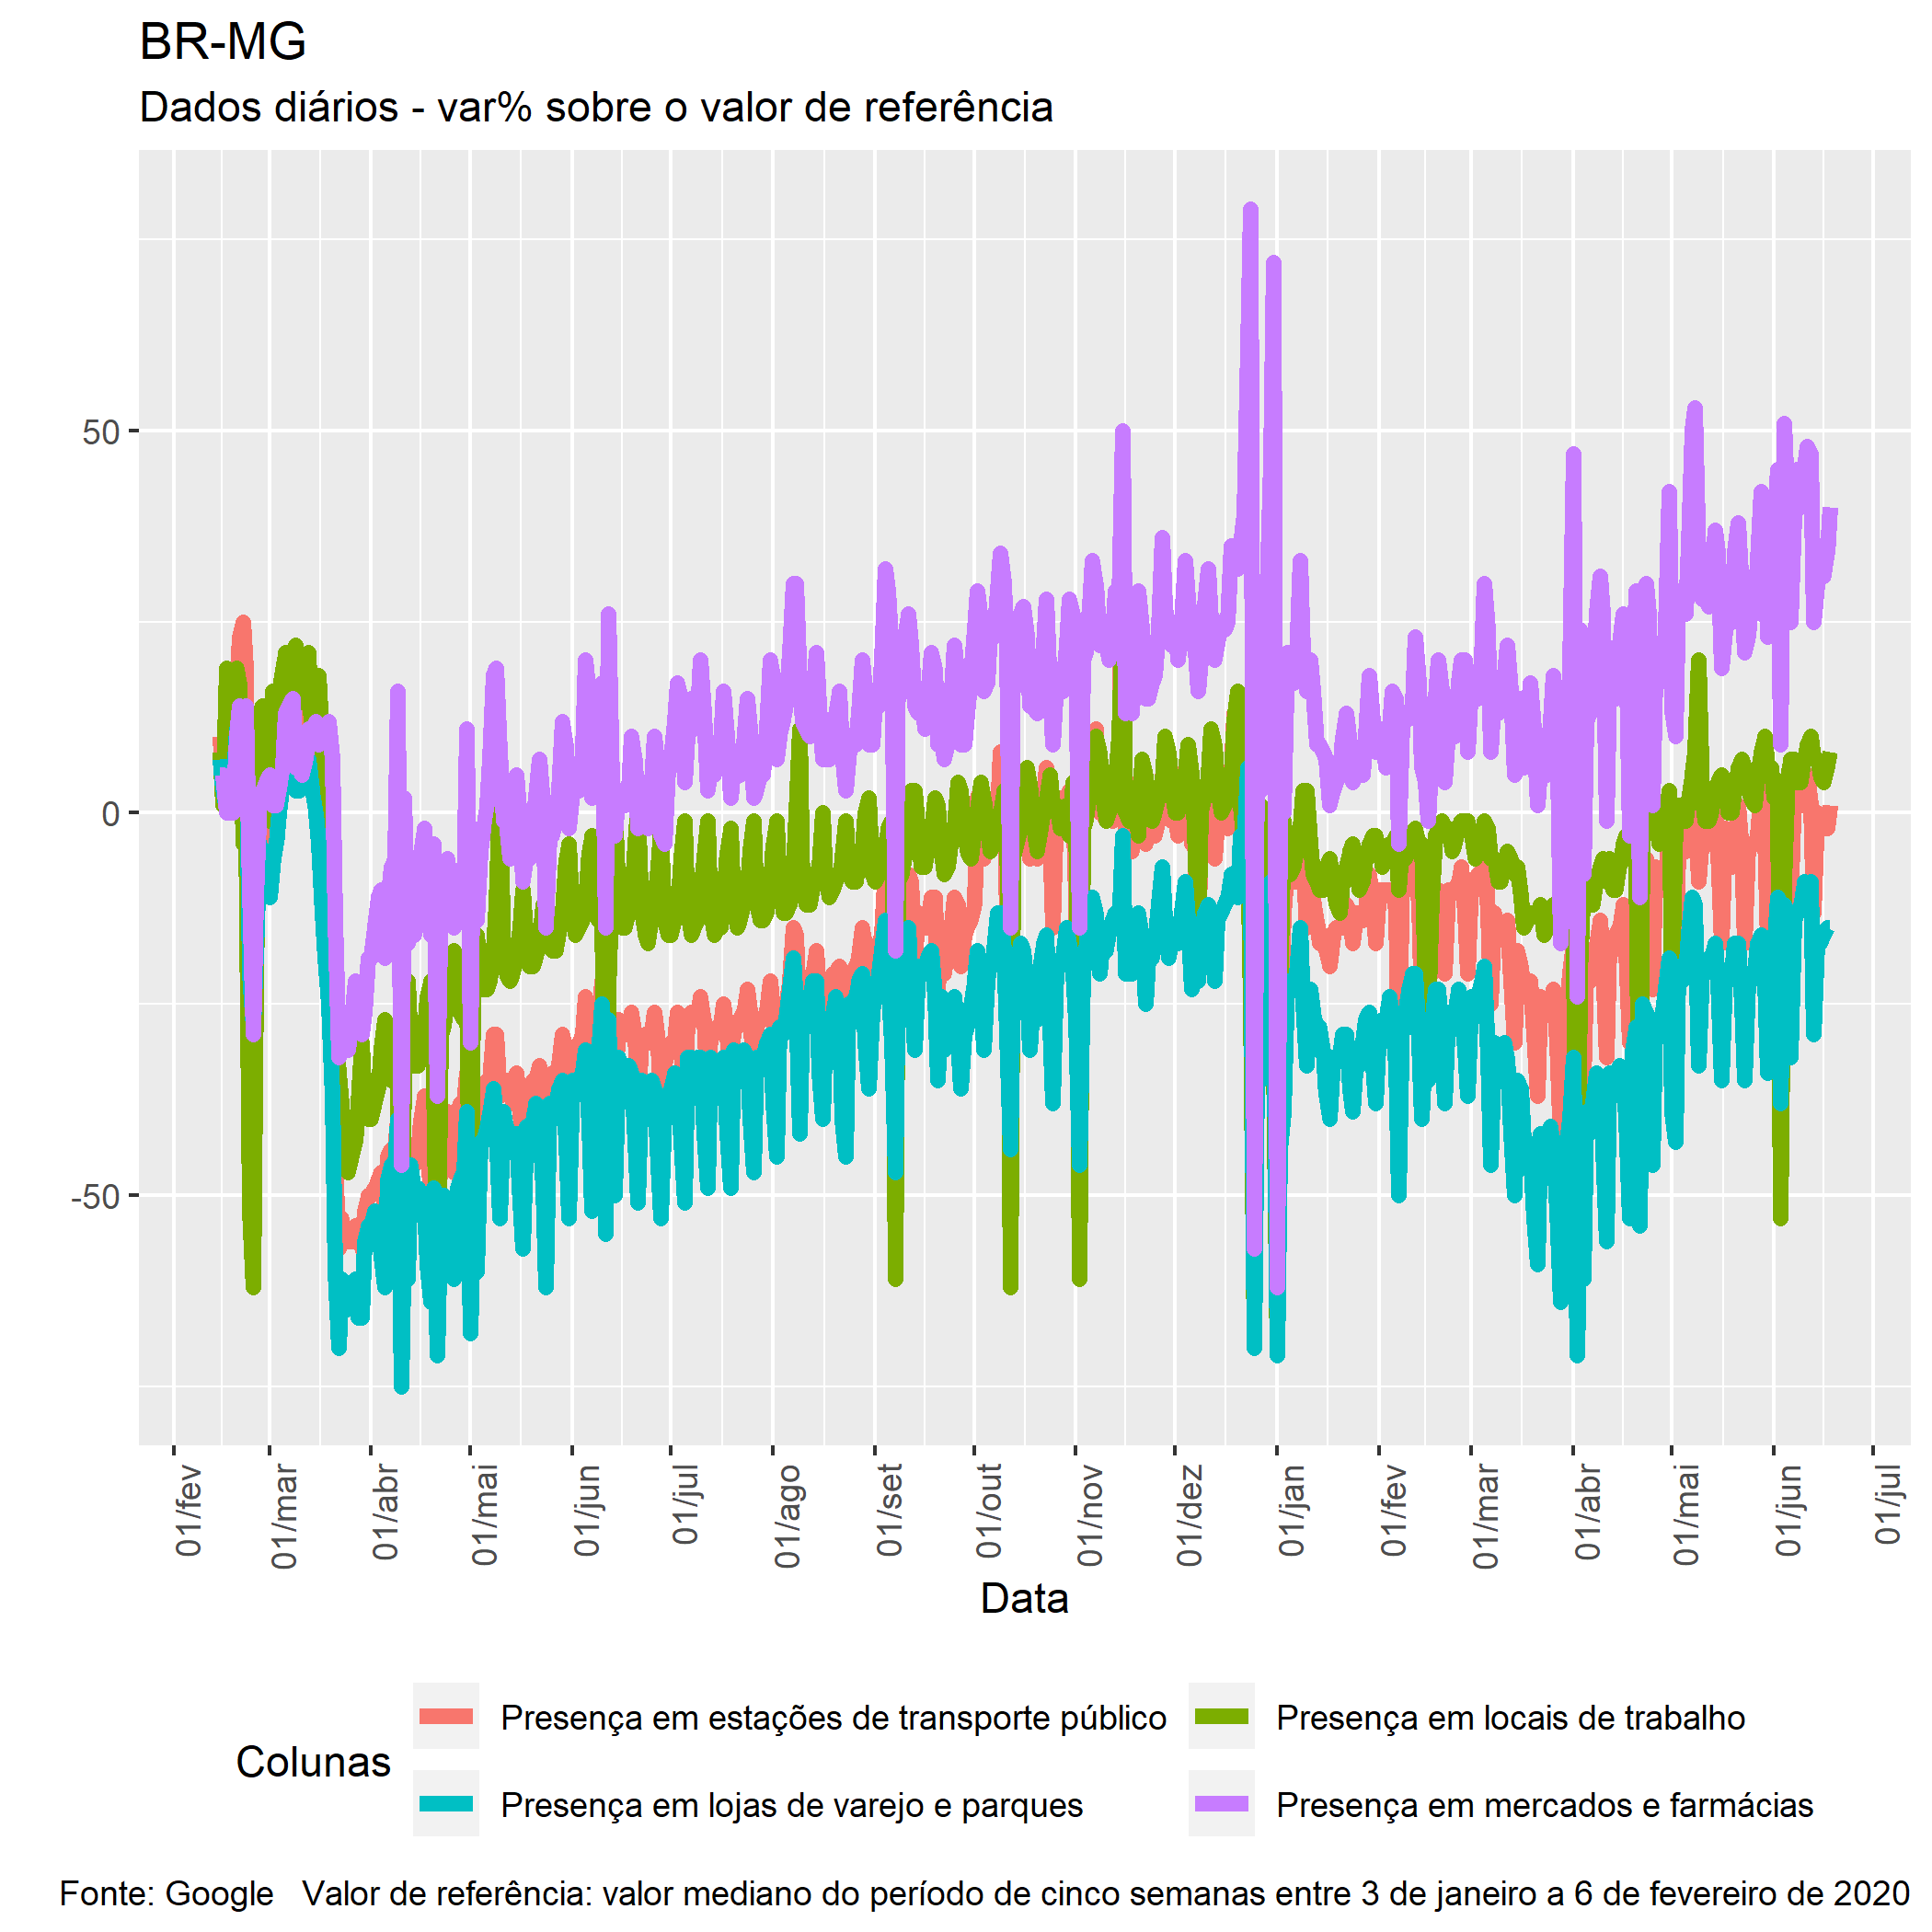 BR-MG
Dados diários - var% sobre o valor de referência
50
0
-50
01/fev
01/mar
01/abr
01/mai
01/jun
01/jul
01/ago
01/set
01/out
01/nov
01/dez
01/jan
01/fev
01/mar
01/abr
01/mai
01/jun
01/jul
Data
Colunas
Presença em estações de transporte público
Presença em locais de trabalho
Presença em lojas de varejo e parques
Presença em mercados e farmácias
Fonte: Google Valor de referência: valor mediano do período de cinco semanas entre 3 de janeiro a 6 de fevereiro de 2020